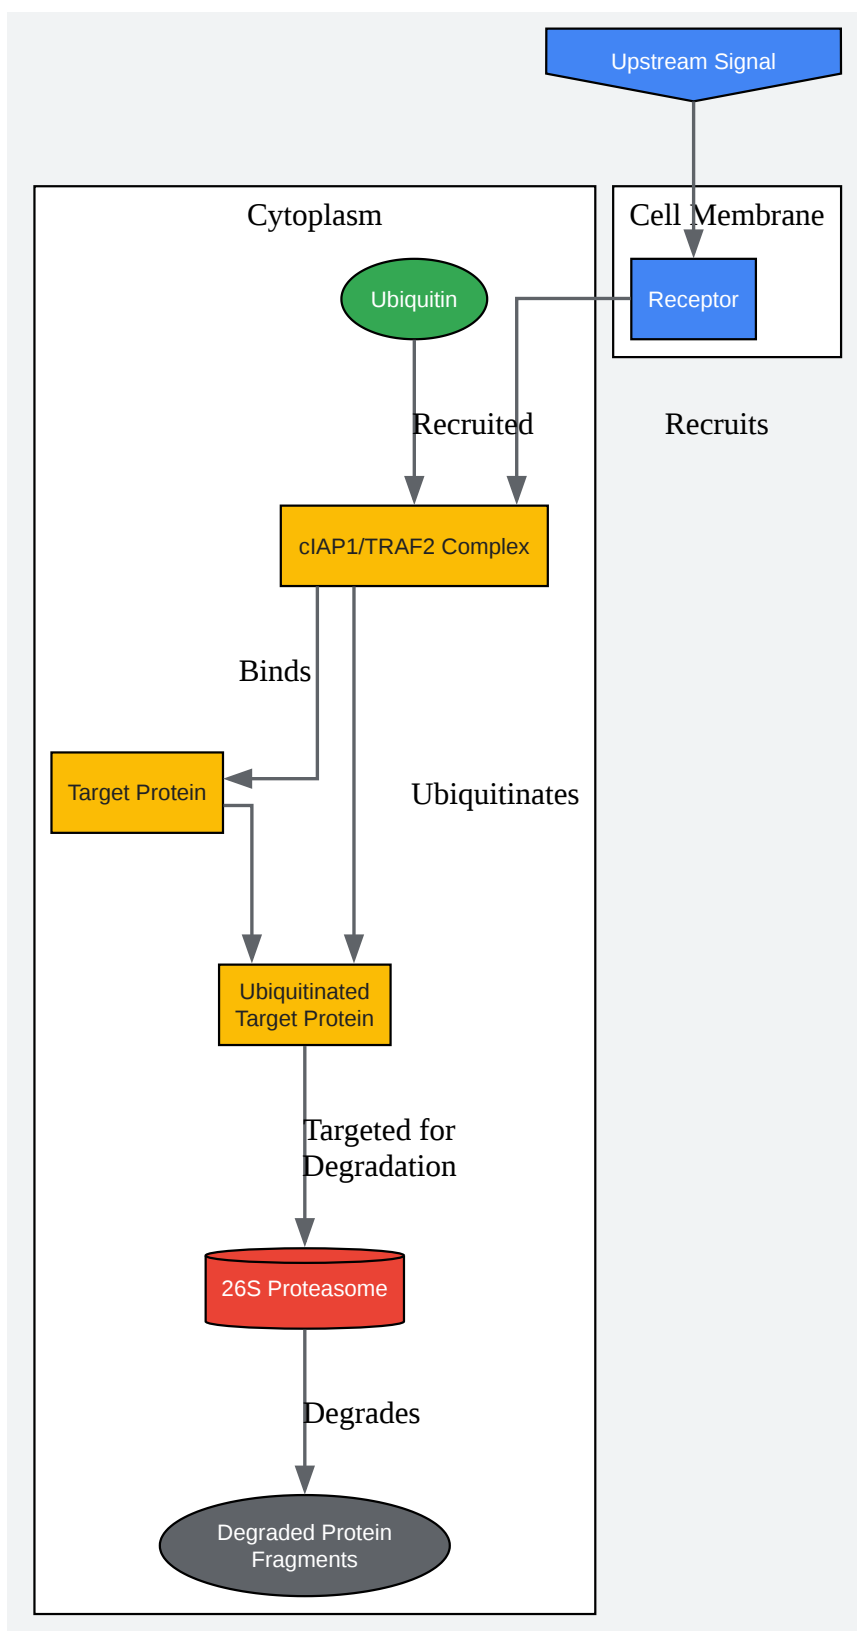 Upstream Signal
Cytoplasm
Cell Membrane
Ubiquitin
Receptor
Recruited
Recruits
cIAP1/TRAF2 Complex
Binds
Target Protein
Ubiquitinates
Ubiquitinated
Target Protein
Targeted for
Degradation
26S Proteasome
Degrades
Degraded Protein
Fragments